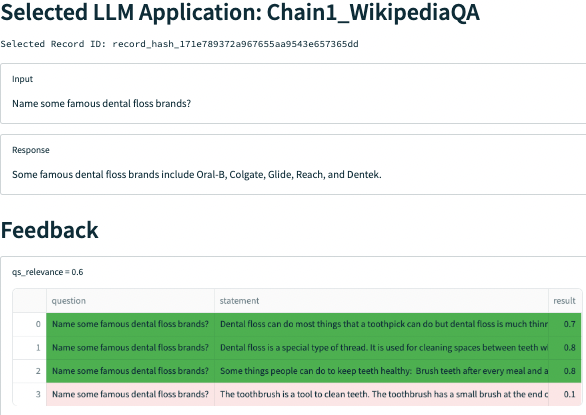 Selected LLM Application: Chain1_WikipediaQA
Selected Record ID: record_hash_171e789372a967655aa9543e657365dd
Input
Name some famous dental floss brands?
Response
Some famous dental floss brands include Oral-B, Colgate, Glide, Reach, and Dentek.
Feedback
qs_relevance = 0.6
question statement result
0 Name some famous dental floss brands? Dental floss can do most things that a toothpick can do but dental floss is much thinn 0.7
1 Name some famous dental floss brands? Dental floss is a special type of thread. It is used for cleaning spaces between teeth w 0.8
2 Name some famous dental floss brands? Some things people can do to keep teeth healthy: Brush teeth after every meal and a 0.8
3 Name some famous dental floss brands? The toothbrush is a tool to clean teeth. The toothbrush has a small brush at the end o 0.1